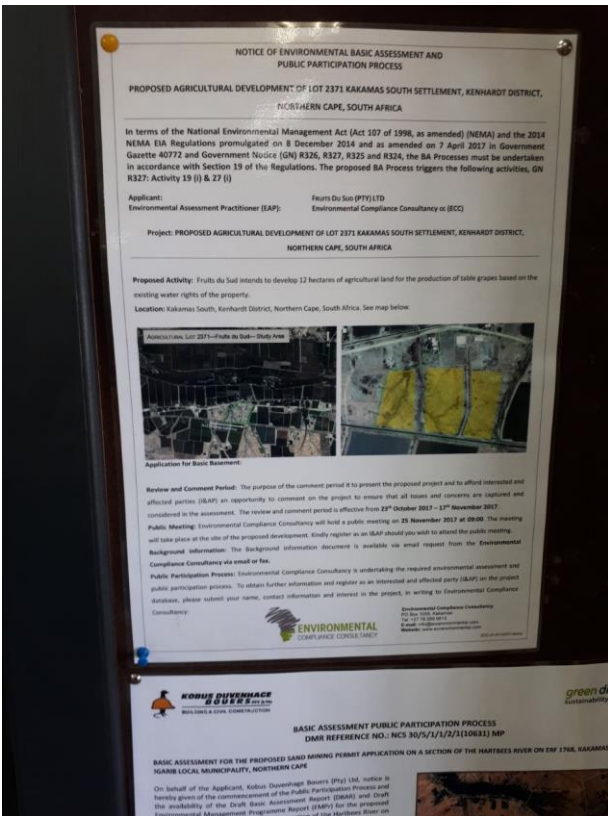 NOTICE OF ENVIRONMENTAL BASIC ASSESSMENT AND
PUBLIC PARTICIPATION PROCESS
PROPOSED AGRICULTURAL DEVELOPMENT OF LOT 2371 KAKAMAS SOUTH SETTLEMENT, KENHARDT DISTRICT,
NORTHERN CAPE, SOUTH AFRICA
In terms of the National Environmental Management Act (Act 107 of 1998, as amended) (NEMA) and the 2014
NEMA EIA Regulations promulgated on 8 December 2014 and as amended on 7 April 2017 in Government
Gazette 40772 and Government Notice (GN) R326, R327, R325 and R324, the BA Processes must be undertaken
in accordance with Section 19 of the Regulations. The proposed BA Process triggers the following activities, GN
R327: Activity 19 (i) & 27 (i)
Applicant: Fruits Du Sud (PTY) LTD
Environmental Assessment Practitioner (EAP): Environmental Compliance Consultancy cc (ECC)
Project: PROPOSED AGRICULTURAL DEVELOPMENT OF LOT 2371 KAKAMAS SOUTH SETTLEMENT, KENHARDT DISTRICT,
NORTHERN CAPE, SOUTH AFRICA
Proposed Activity: Fruits du Sud intends to develop 12 hectares of agricultural land for the production of table grapes based on the
existing water rights of the property.
Location: Kakamas South, Kenhardt District, Northern Cape, South Africa. See map below.
AGRICULTURAL LOT 2371—Fruits du Sud— Study Area
Application for Basic Basement:
Review and Comment Period: The purpose of the comment period it to present the proposed project and to afford interested and
affected parties (I&AP) an opportunity to comment on the project to ensure that all issues and concerns are captured and
considered in the assessment. The review and comment period is effective from 23rd October 2017 – 17th November 2017
Public Meeting: Environmental Compliance Consultancy will hold a public meeting on 25 November 2017 at 09:00. The meeting
will take place at the site of the proposed development. Kindly register as an I&AP should you wish to attend the public meeting.
Background information: The Background information document is available via email request from the Environmental
Compliance Consultancy via email or fax.
Public Participation Process: Environmental Compliance Consultancy is undertaking the required environmental assessment and
public participation process. To obtain further information and register as an interested and affected party (I&AP) on the project
database, please submit your name, contact information and interest in the project, in writing to Environmental Compliance
Consultancy:
ENVIRONMENTAL
COMPLIANCE CONSULTANCY
Environmental Compliance Consultancy
PO Box 1058, Kakamas
KOBUS DUVENHAGE
BOUERS
BUILDING & CIVIL CONSTRUCTION
green di
sustainability
BASIC ASSESSMENT PUBLIC PARTICIPATION PROCESS
DMR REFERENCE NO.: NCS 30/5/1/1/2/1(10631) MP
BASIC ASSESSMENT FOR THE PROPOSED SAND MINING PERMIT APPLICATION ON A SECTION OF THE HARTBEES RIVER ON ERF 1768, KAKAMAS
IGARIB LOCAL MUNICIPALITY, NORTHERN CAPE
On behalf of the Applicant, Kobus Duvenhage Bouers (Pty) Ltd, notice is
hereby given of the commencement of the Public Participation Process and
the availability of the Draft Basic Assessment Report (DBAR) and Draft
Environmental Management Programme Report (EMPr) for the proposed
of the Hartbees River on